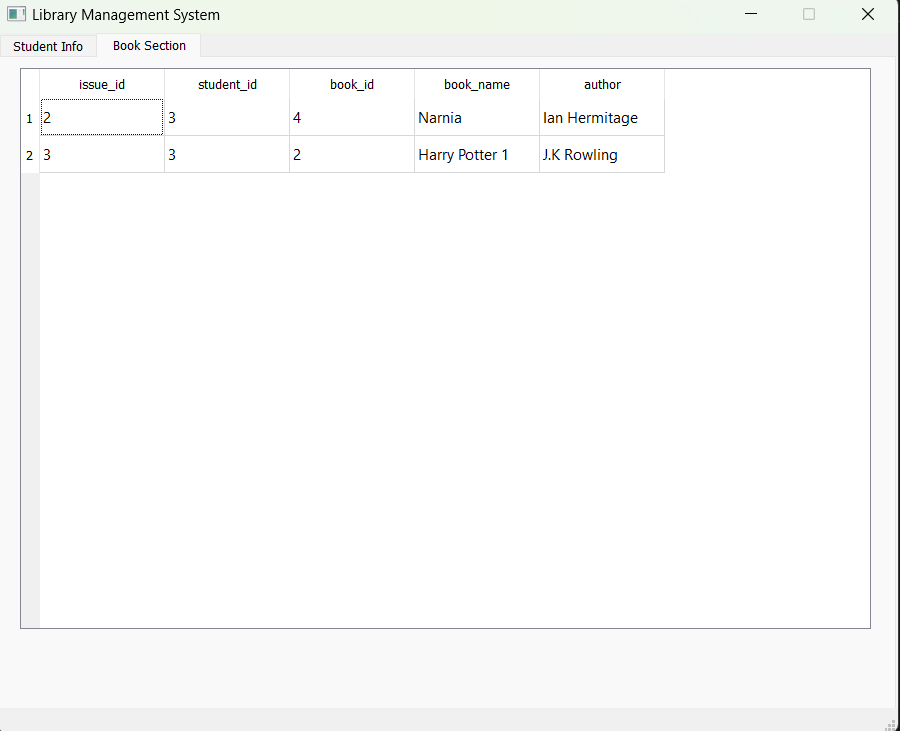 Library Management System
Student Info Book Section
issue_id student_id book_id book_name author
1 2 3 4 Narnia Ian Hermitage
2 3 3 2 Harry Potter 1 J.K Rowling